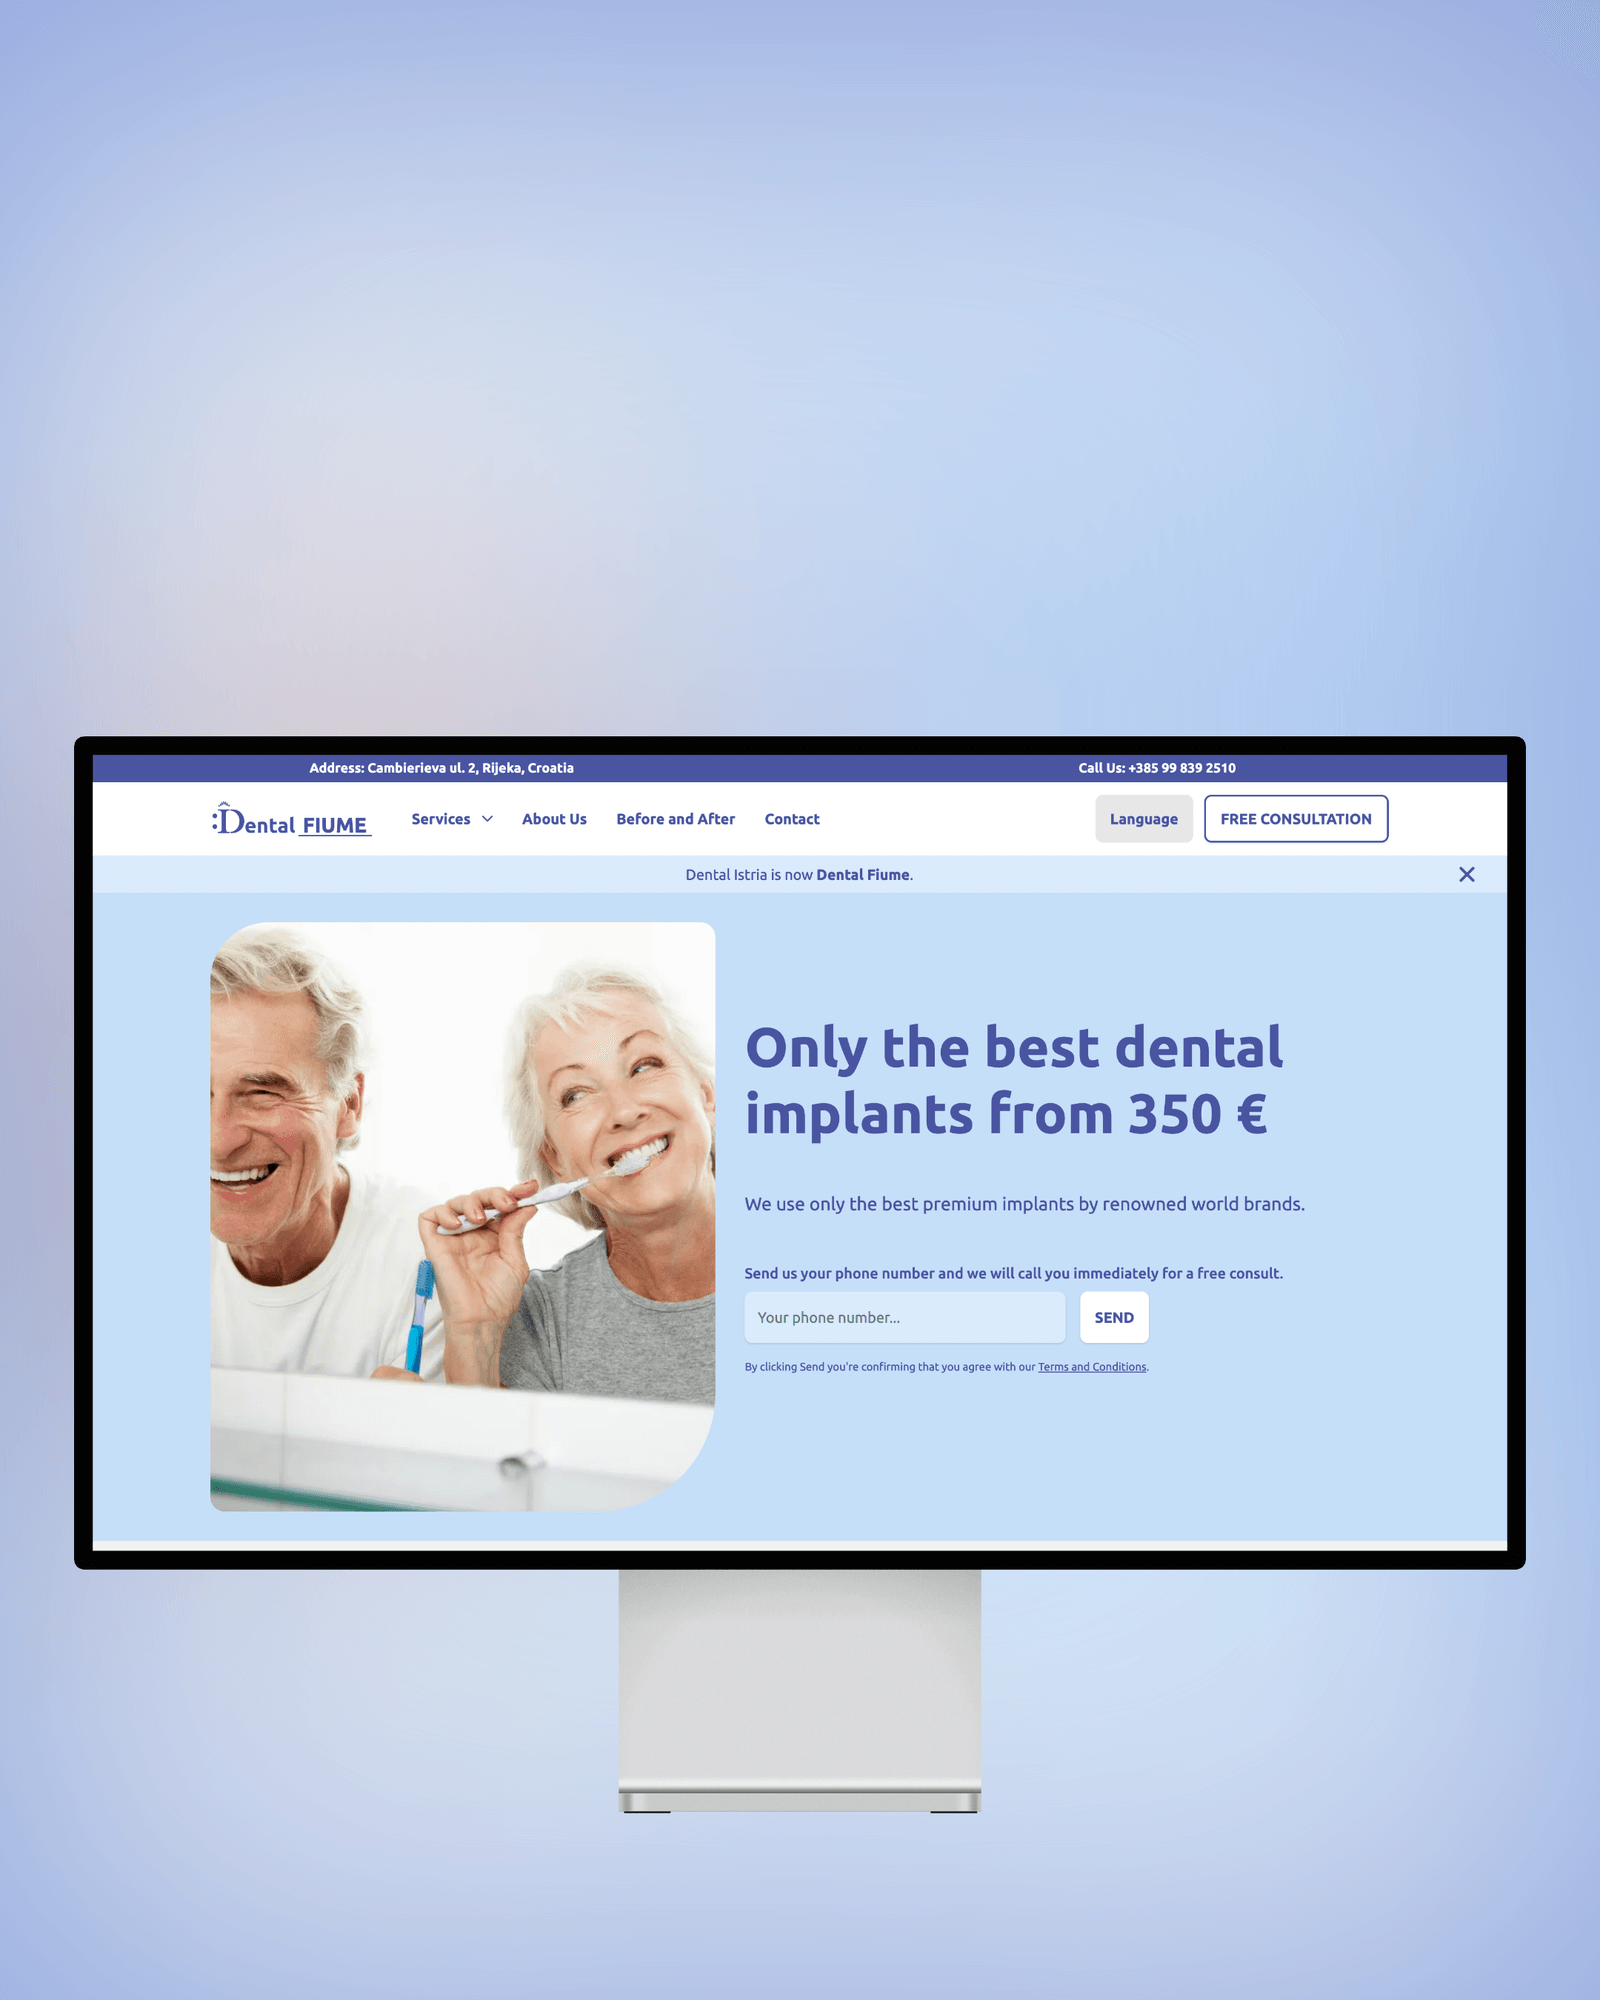 Address: Cambierieva ul. 2, Rijeka, Croatia
Call Us: +385 99 839 2510
:Dental FIUME
Services
About Us
Before and After
Contact
Language
FREE CONSULTATION
Dental Istria is now Dental Fiume.
Only the best dental
implants from 350 €
We use only the best premium implants by renowned world brands.
Send us your phone number and we will call you immediately for a free consult.
Your phone number...
SEND
By clicking Send you're confirming that you agree with our Terms and Conditions.